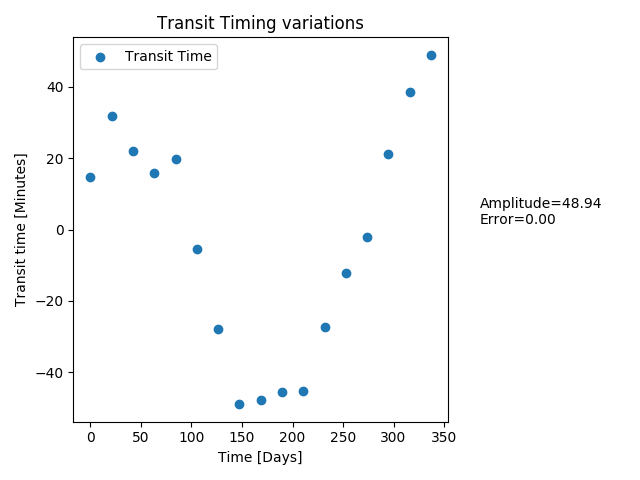 Transit Timing variations
Transit Time
Transit time [Minutes]
40
20
0
−20
−40
0 50 100 150 200 250 300 350
Time [Days]
Amplitude=48.94
Error=0.00